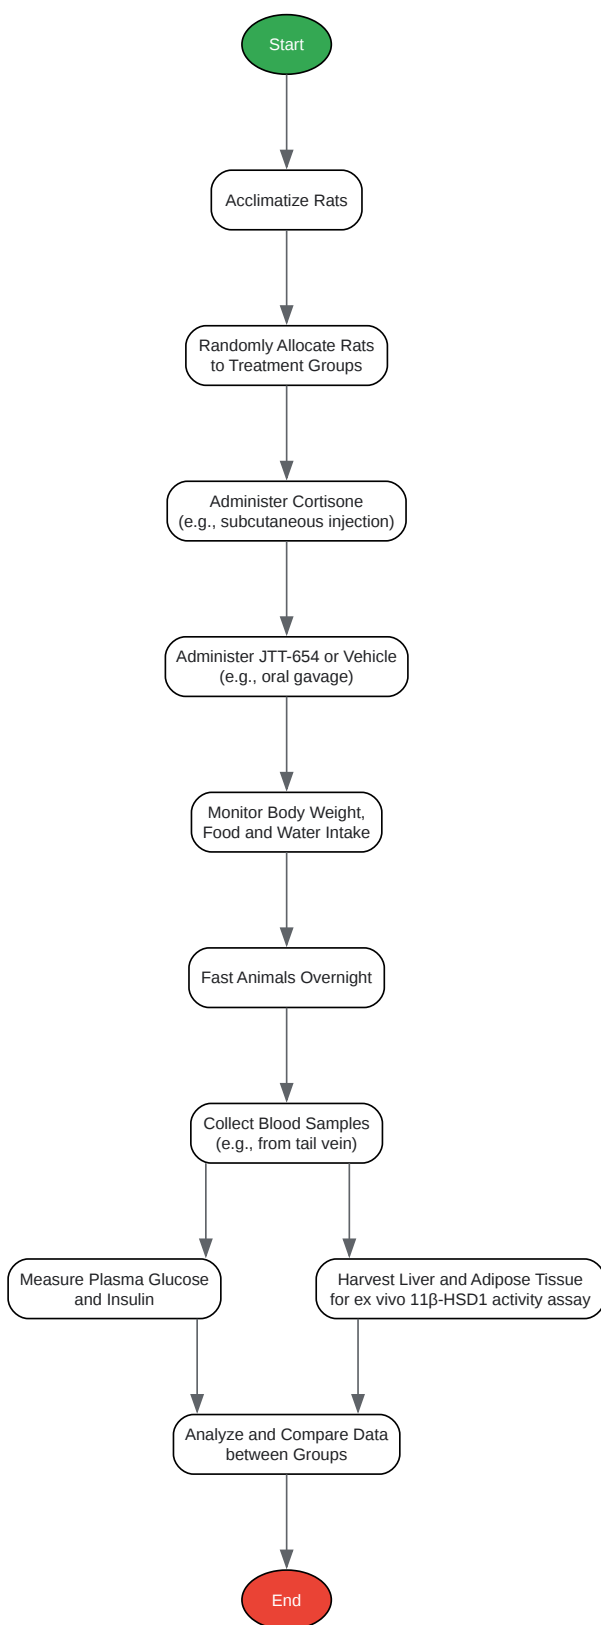 Start
Acclimatize Rats
Randomly Allocate Rats
to Treatment Groups
Administer Cortisone
(e.g., subcutaneous injection)
Administer JTT-654 or Vehicle
(e.g., oral gavage)
Monitor Body Weight,
Food and Water Intake
Fast Animals Overnight
Collect Blood Samples
(e.g., from tail vein)
Measure Plasma Glucose
and Insulin
Harvest Liver and Adipose Tissue
for ex vivo 11β-HSD1 activity assay
Analyze and Compare Data
between Groups
End